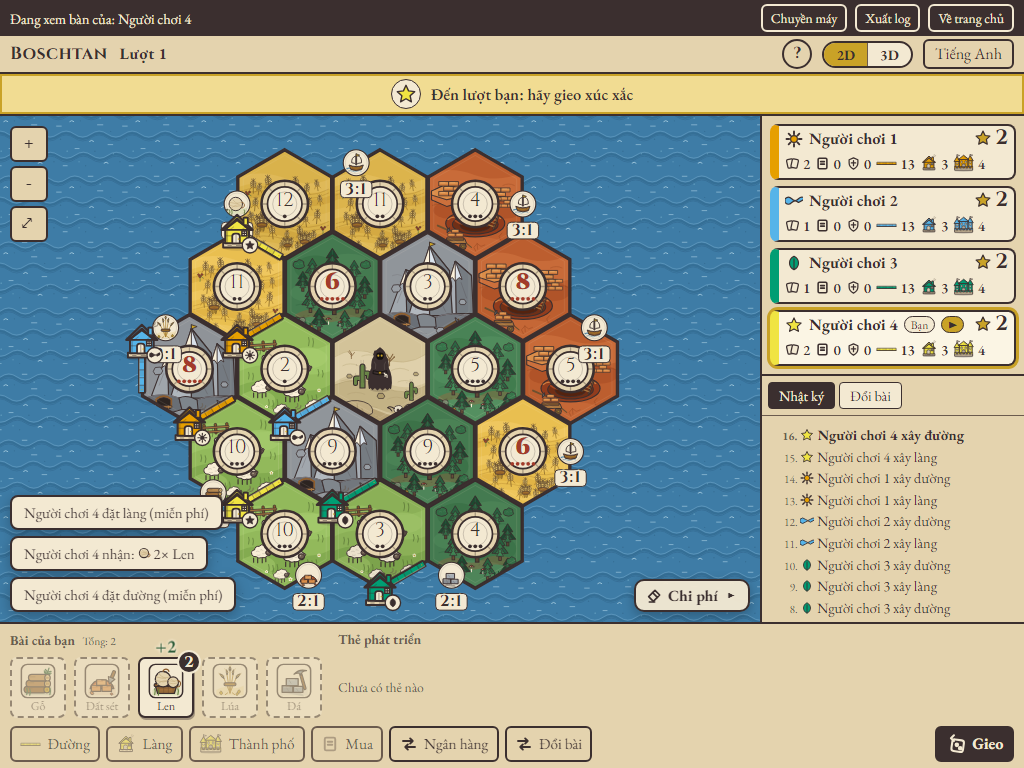 Đang xem bàn của: Người chơi 4
Chuyền máy
Xuất log
Về trang chủ
BOSCHTAN Lượt 1
?
2D
3D
Tiếng Anh
Đến lượt bạn: hãy gieo xúc xắc
+
-
12
3:1
11
4
3:1
11
6
3
8
:1
8
2
5
5
3:1
10
9
9
6
3:1
10
3
4
2:1
2:1
Người chơi 4 đặt làng (miễn phí)
Người chơi 4 nhận: 2× Len
Người chơi 4 đặt đường (miễn phí)
Chi phí
Người chơi 1 2
2 0 0 13 3 4
Người chơi 2 2
1 0 0 13 3 4
Người chơi 3 2
1 0 0 13 3 4
Người chơi 4 Bạn 2
2 0 0 13 3 4
Nhật ký
Đổi bài
16. Người chơi 4 xây đường
15. Người chơi 4 xây làng
14. Người chơi 1 xây đường
13. Người chơi 1 xây làng
12. Người chơi 2 xây đường
11. Người chơi 2 xây làng
10. Người chơi 3 xây đường
9. Người chơi 3 xây làng
8. Người chơi 3 xây đường
Bài của bạn Tổng: 2
+2
2
Gỗ
Đất sét
Len
Lúa
Đá
Thẻ phát triển
Chưa có thẻ nào
Đường
Làng
Thành phố
Mua
Ngân hàng
Đổi bài
Gieo